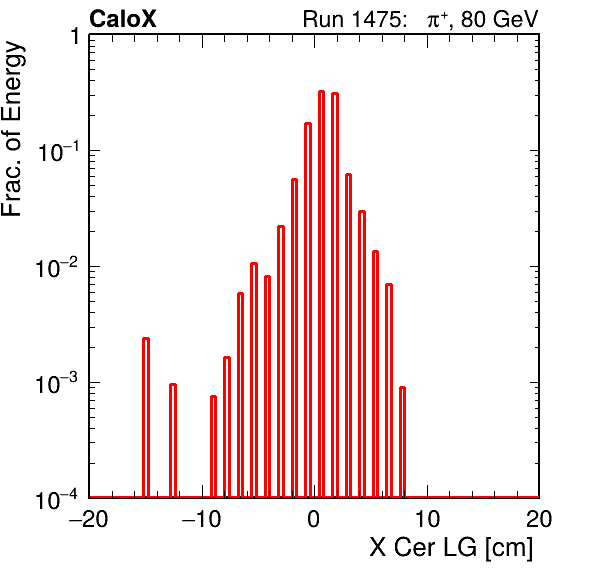 CaloX Run 1475: π⁺, 80 GeV
Frac. of Energy
1
10⁻¹
10⁻²
10⁻³
10⁻⁴
−20 −10 0 10 20
X Cer LG [cm]